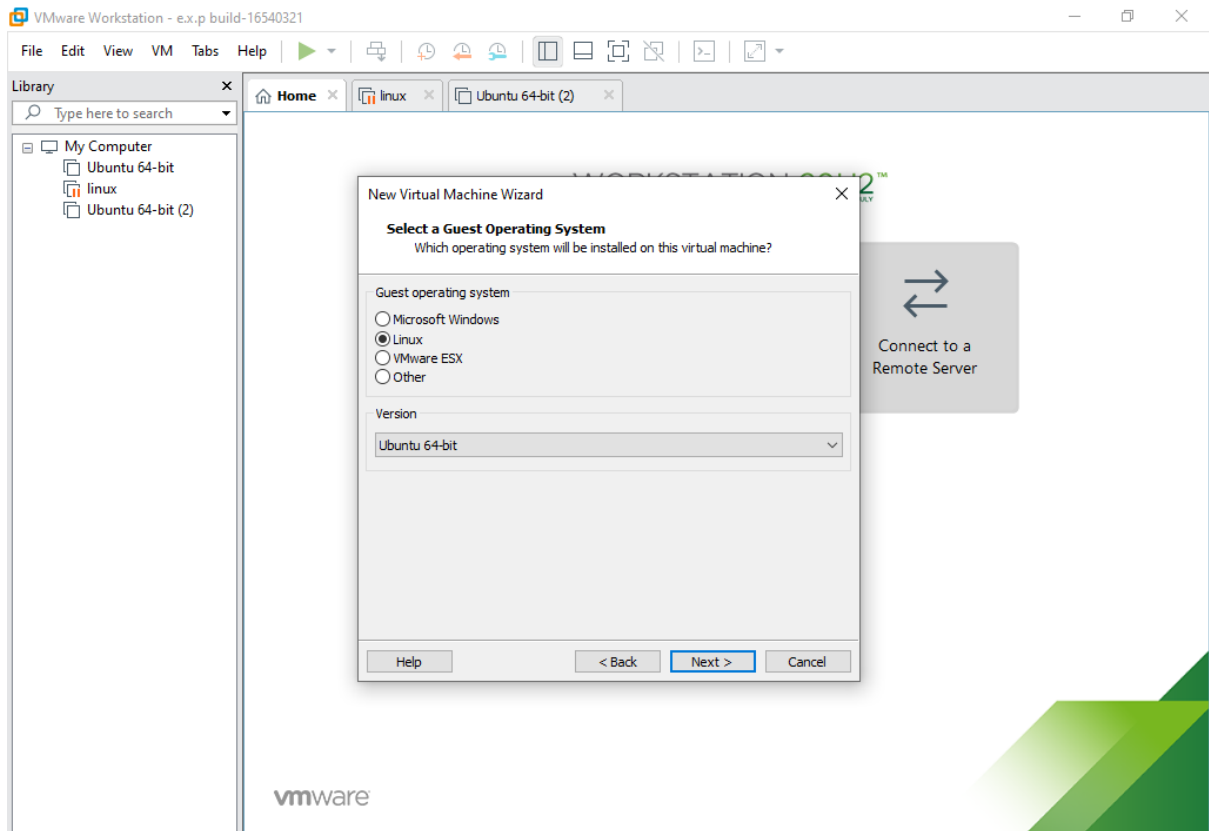 VMware Workstation - e.x.p build-16540321
File Edit View VM Tabs Help
Library
Type here to search
My Computer
Ubuntu 64-bit
linux
Ubuntu 64-bit (2)
Home
linux
Ubuntu 64-bit (2)
New Virtual Machine Wizard
Select a Guest Operating System
Which operating system will be installed on this virtual machine?
Guest operating system
Microsoft Windows
Linux
VMware ESX
Other
Version
Ubuntu 64-bit
Help < Back Next > Cancel
Connect to a
Remote Server
vmware